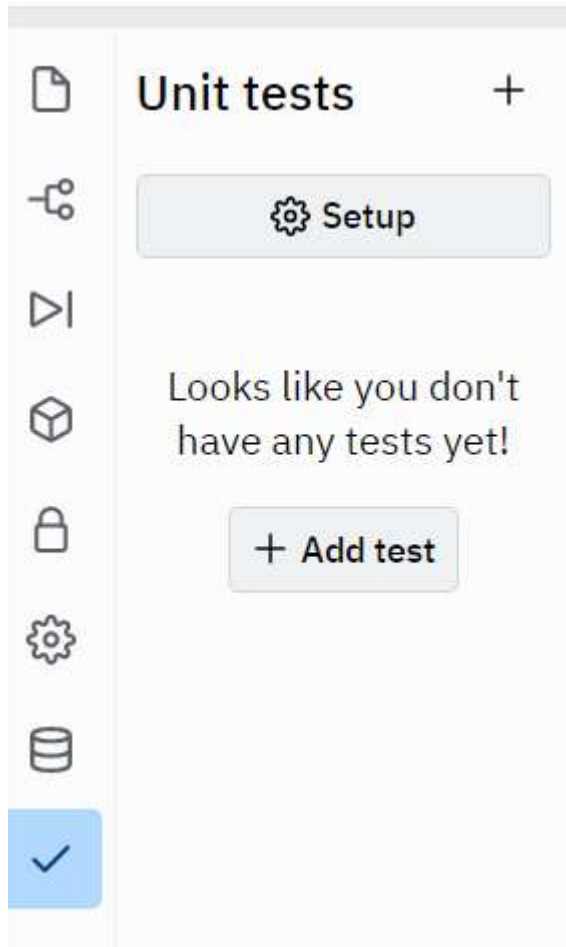 Unit tests
Setup
Looks like you don't
have any tests yet!
Add test